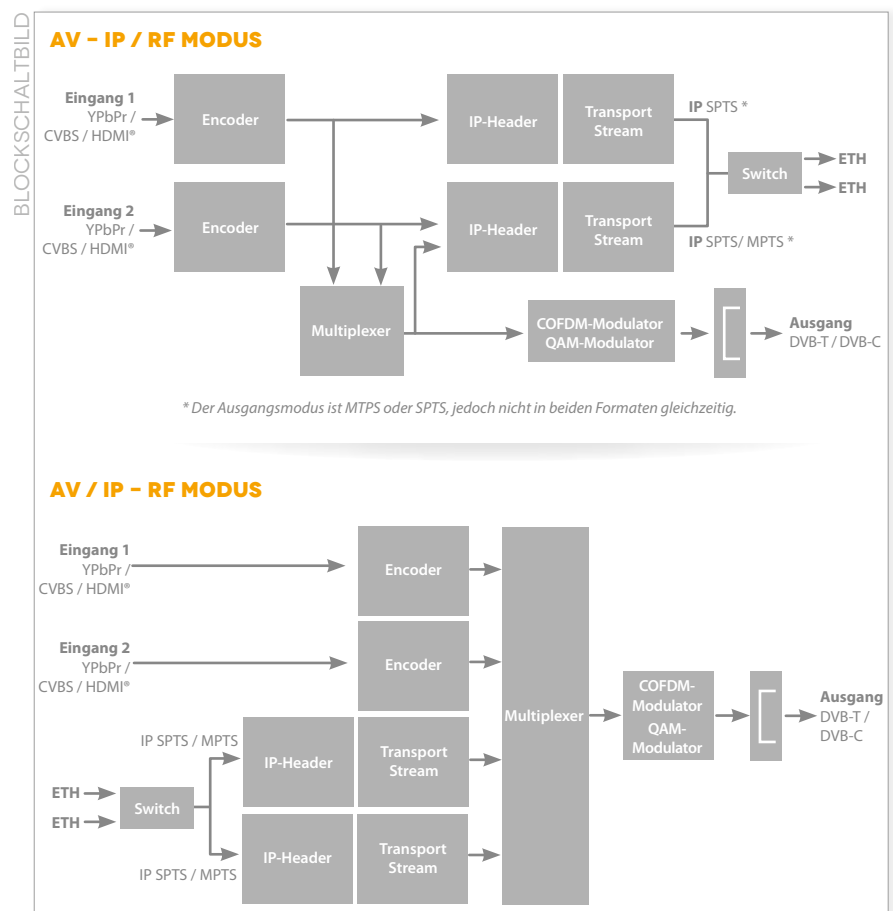 BLOCKSCHALTBILD
AV – IP / RF MODUS
Eingang 1
YPbPr /
CVBS / HDMI®
Encoder
IP-Header
Transport
Stream
IP SPTS *
Switch
ETH
ETH
Eingang 2
YPbPr /
CVBS / HDMI®
Encoder
IP-Header
Transport
Stream
IP SPTS/ MPTS *
Multiplexer
COFDM-Modulator
QAM-Modulator
Ausgang
DVB-T / DVB-C
* Der Ausgangsmodus ist MTPS oder SPTS, jedoch nicht in beiden Formaten gleichzeitig.
AV / IP – RF MODUS
Eingang 1
YPbPr /
CVBS / HDMI®
Encoder
Eingang 2
YPbPr /
CVBS / HDMI®
Encoder
Multiplexer
COFDM-
Modulator
QAM-
Modulator
Ausgang
DVB-T /
DVB-C
IP SPTS / MPTS
IP-Header
Transport
Stream
ETH
ETH
Switch
IP SPTS / MPTS
IP-Header
Transport
Stream